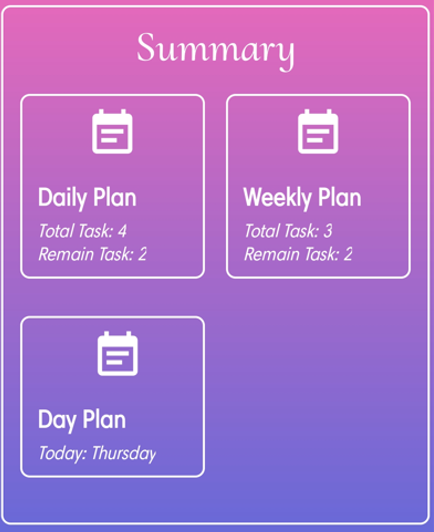 Summary
Daily Plan
Total Task: 4
Remain Task: 2
Weekly Plan
Total Task: 3
Remain Task: 2
Day Plan
Today: Thursday